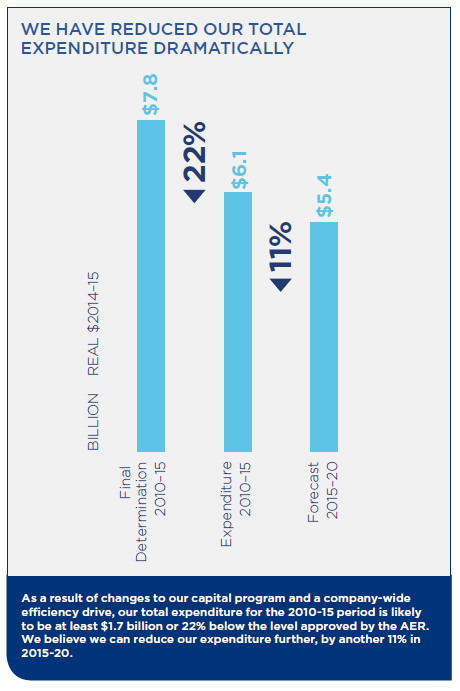 WE HAVE REDUCED OUR TOTAL
EXPENDITURE DRAMATICALLY
$7.8
22%
$6.1
11%
$5.4
BILLION REAL $2014–15
Final
Determination
2010–15
Expenditure
2010–15
Forecast
2015–20
As a result of changes to our capital program and a company-wide
efficiency drive, our total expenditure for the 2010-15 period is likely
to be at least $1.7 billion or 22% below the level approved by the AER.
We believe we can reduce our expenditure further, by another 11% in
2015-20.